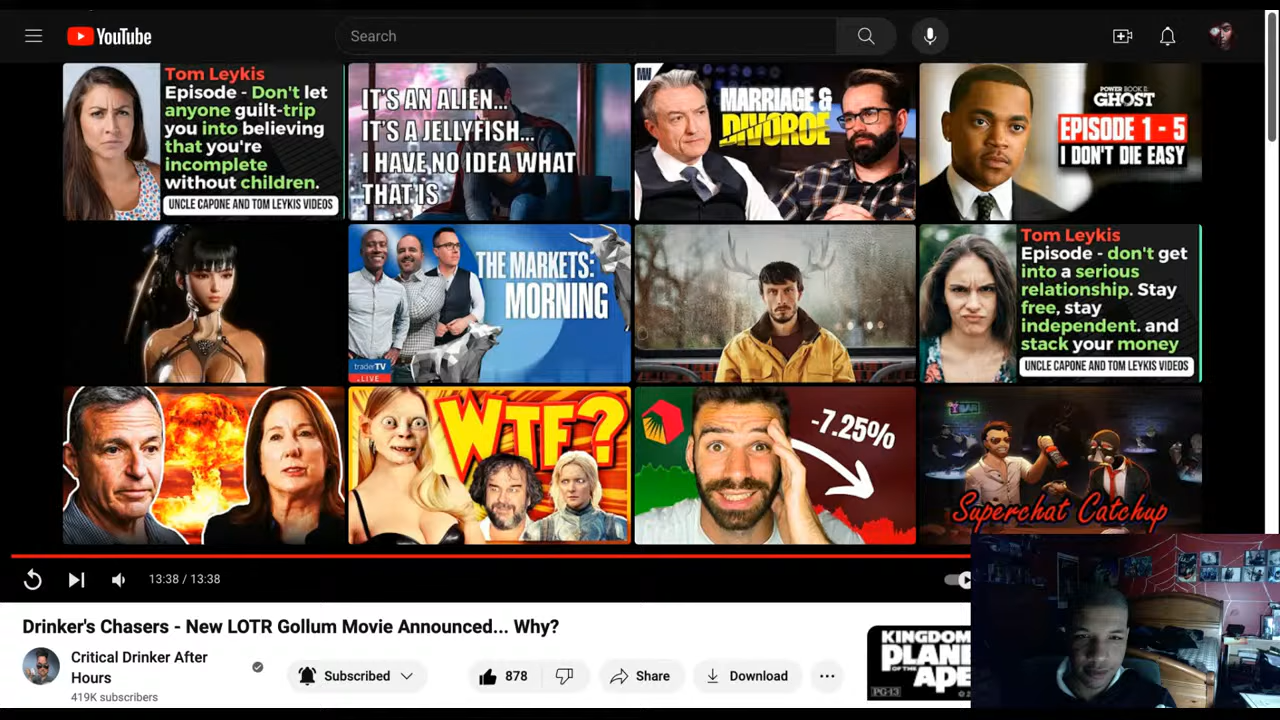 YouTube
Search
Tom Leykis
Episode - Don't let
anyone guilt-trip
you into believing
that you're
incomplete
without children.
UNCLE CAPONE AND TOM LEYKIS VIDEOS
IT'S AN ALIEN...
IT'S A JELLYFISH...
I HAVE NO IDEA WHAT
THAT IS
MW
MARRIAGE &
DIVORCE
POWER BOOK II
GHOST
EPISODE 1 - 5
I DON'T DIE EASY
THE MARKETS:
MORNING
traderTV
LIVE
Tom Leykis
Episode - don't get
into a serious
relationship. Stay
free, stay
independent. and
stack your money
UNCLE CAPONE AND TOM LEYKIS VIDEOS
WTF?
-7.25%
BAR
Superchat Catchup
13:38 / 13:38
Drinker's Chasers - New LOTR Gollum Movie Announced... Why?
Critical Drinker After
Hours
419K subscribers
Subscribed
878
Share
Download
KINGDOM
OF THE
PLANE
APE
PG-13